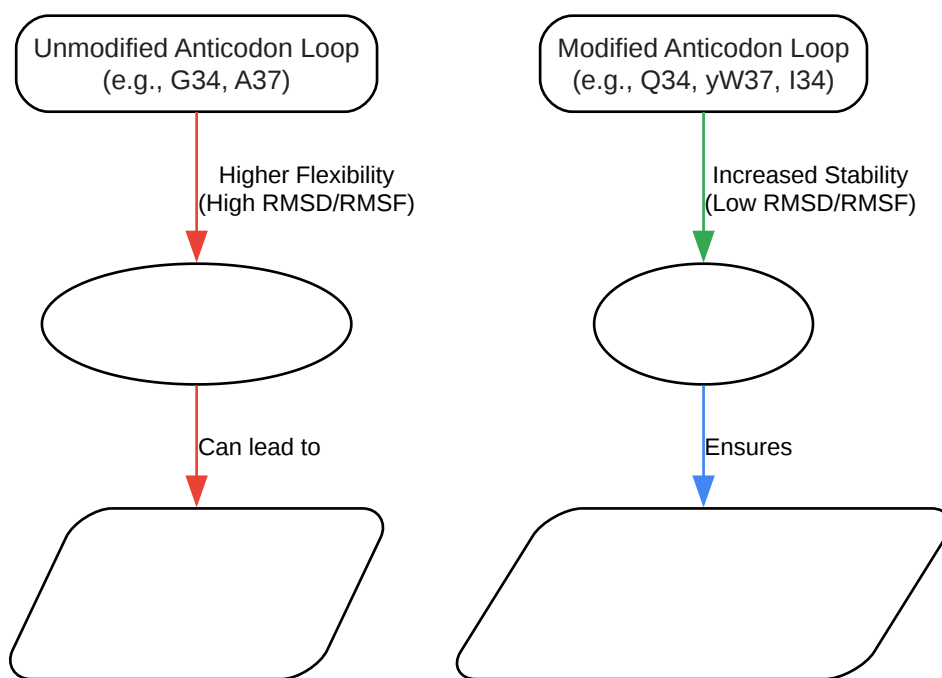 Unmodified Anticodon Loop
(e.g., G34, A37)
Modified Anticodon Loop
(e.g., Q34, yW37, I34)
Higher Flexibility
(High RMSD/RMSF)
Increased Stability
(Low RMSD/RMSF)
Can lead to
Ensures